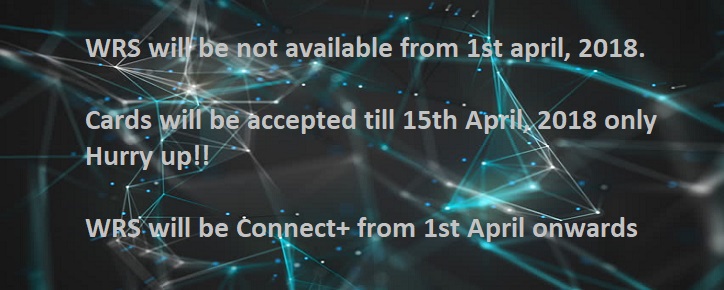 WRS will be not available from 1st april, 2018.
Cards will be accepted till 15th April, 2018 only
Hurry up!!
WRS will be Connect+ from 1st April onwards